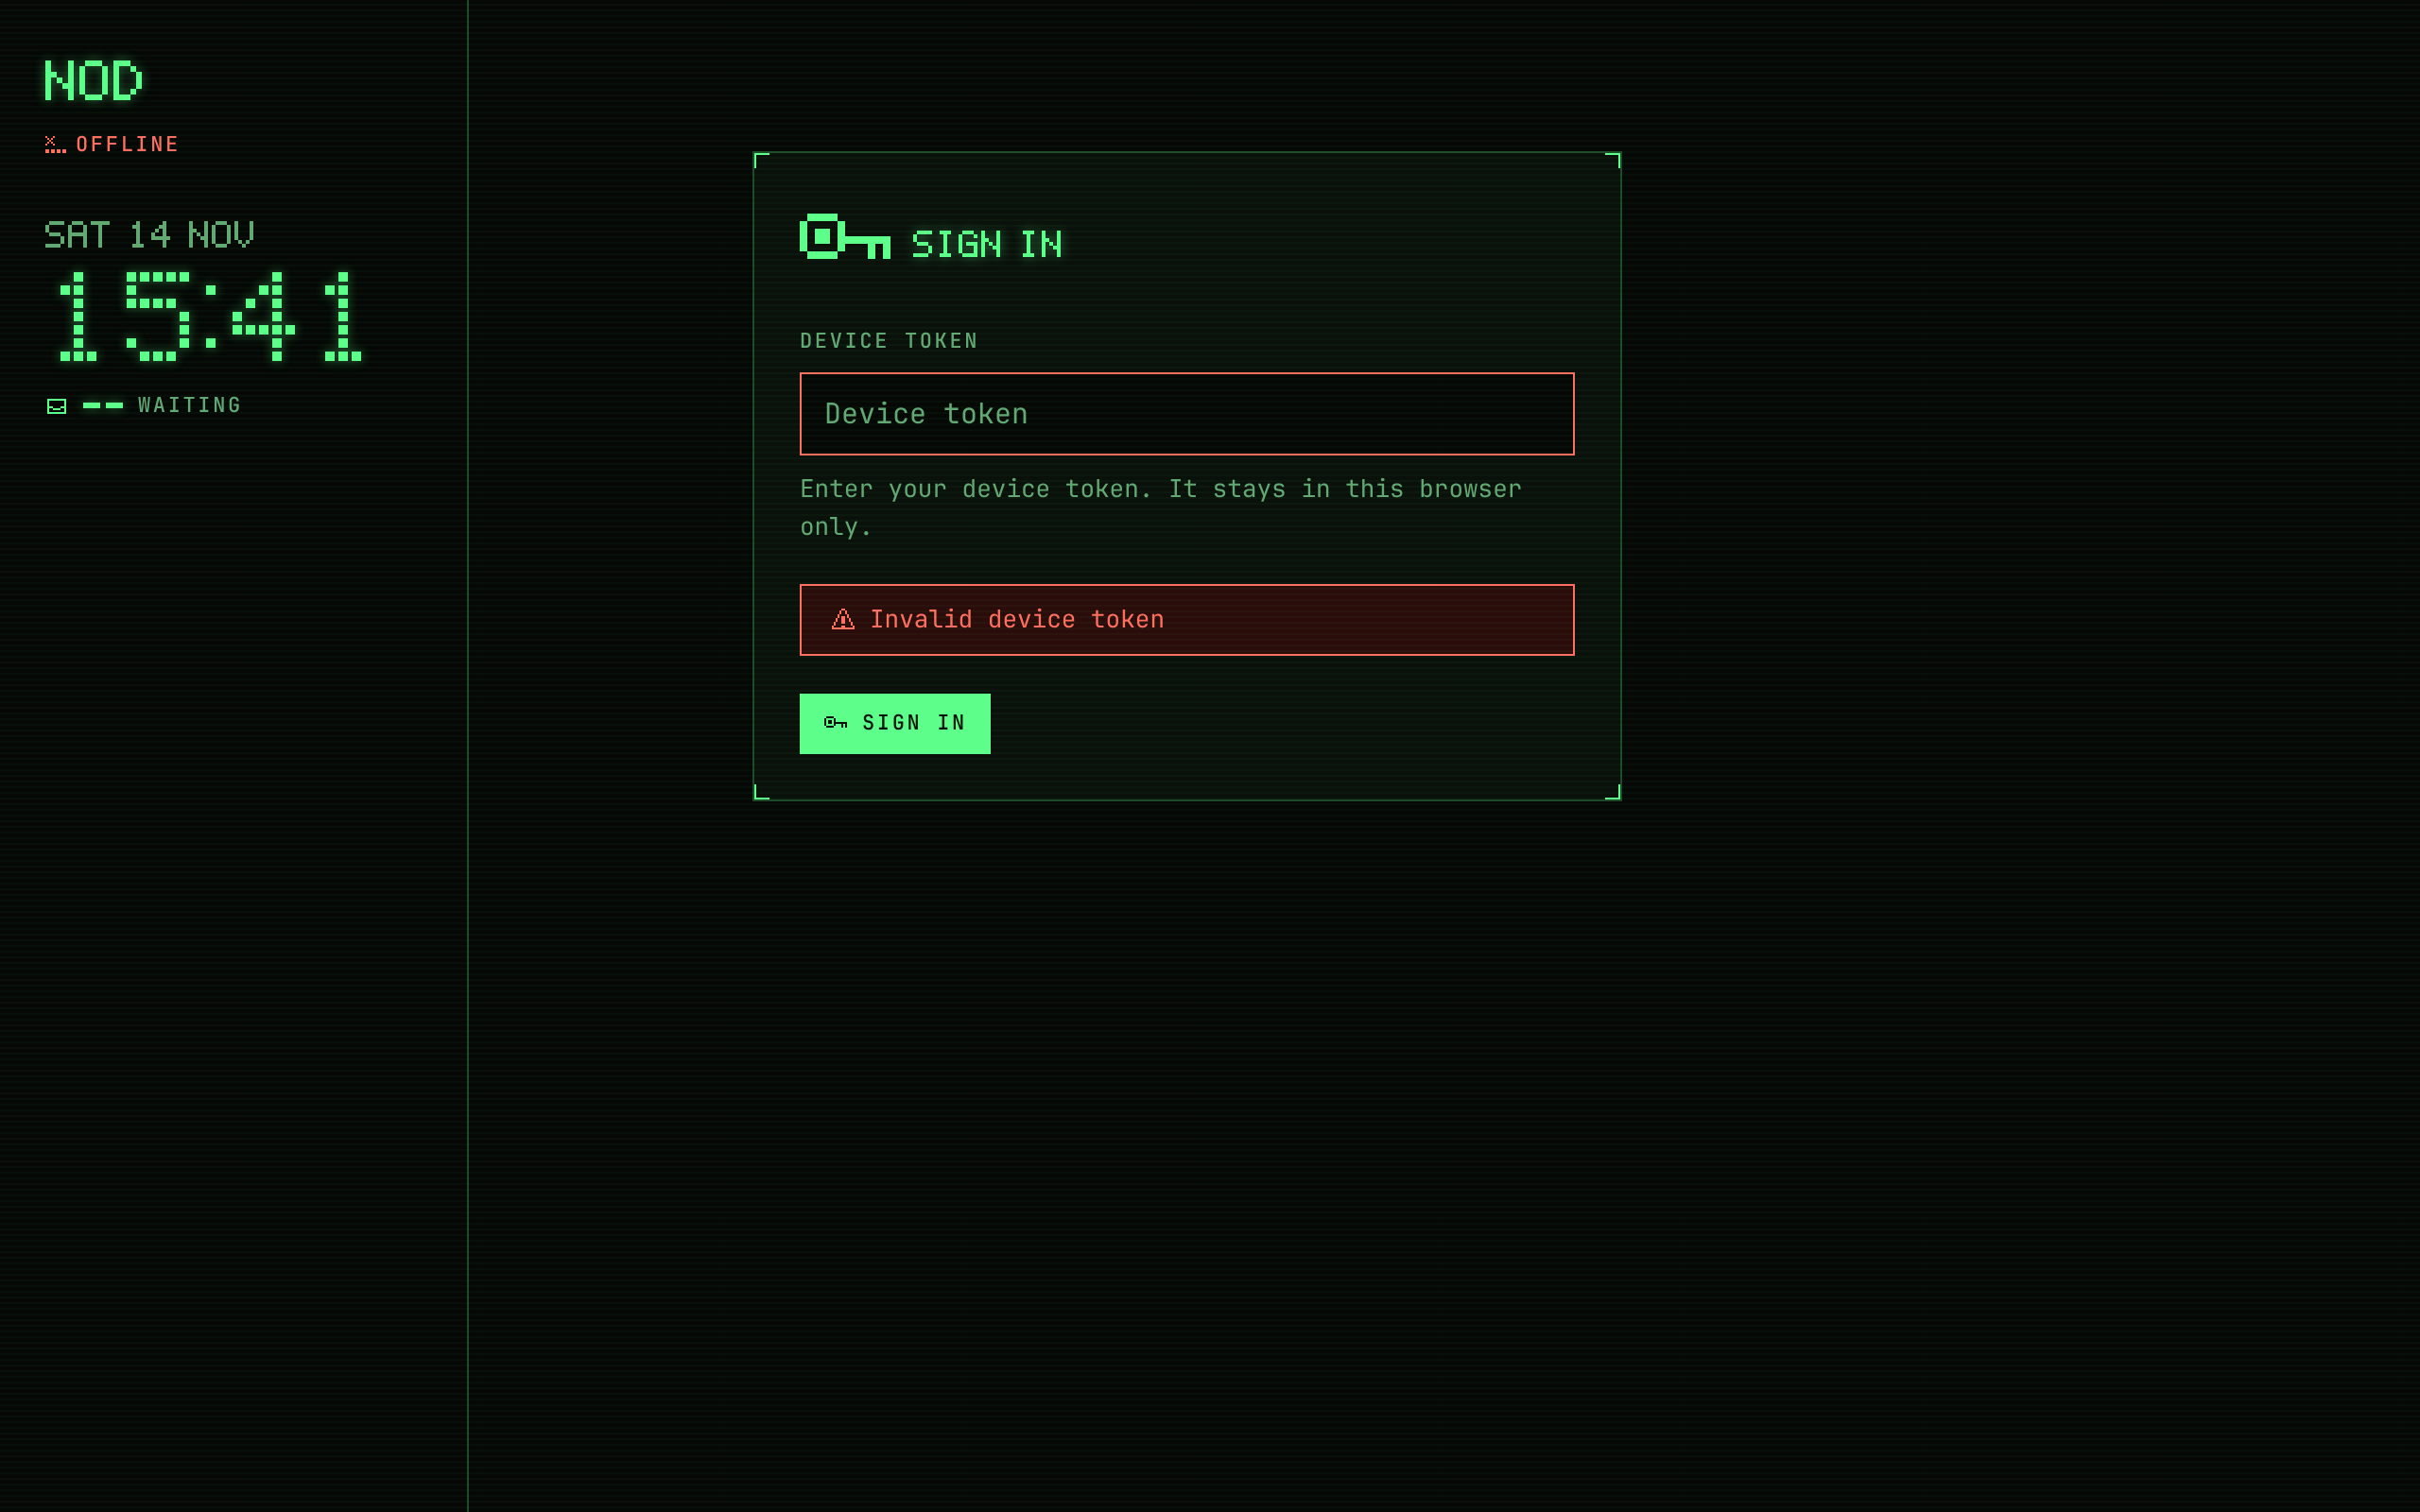 NOD
OFFLINE
SAT 14 NOV
15:41
-- WAITING
SIGN IN
DEVICE TOKEN
Device token
Enter your device token. It stays in this browser
only.
Invalid device token
SIGN IN